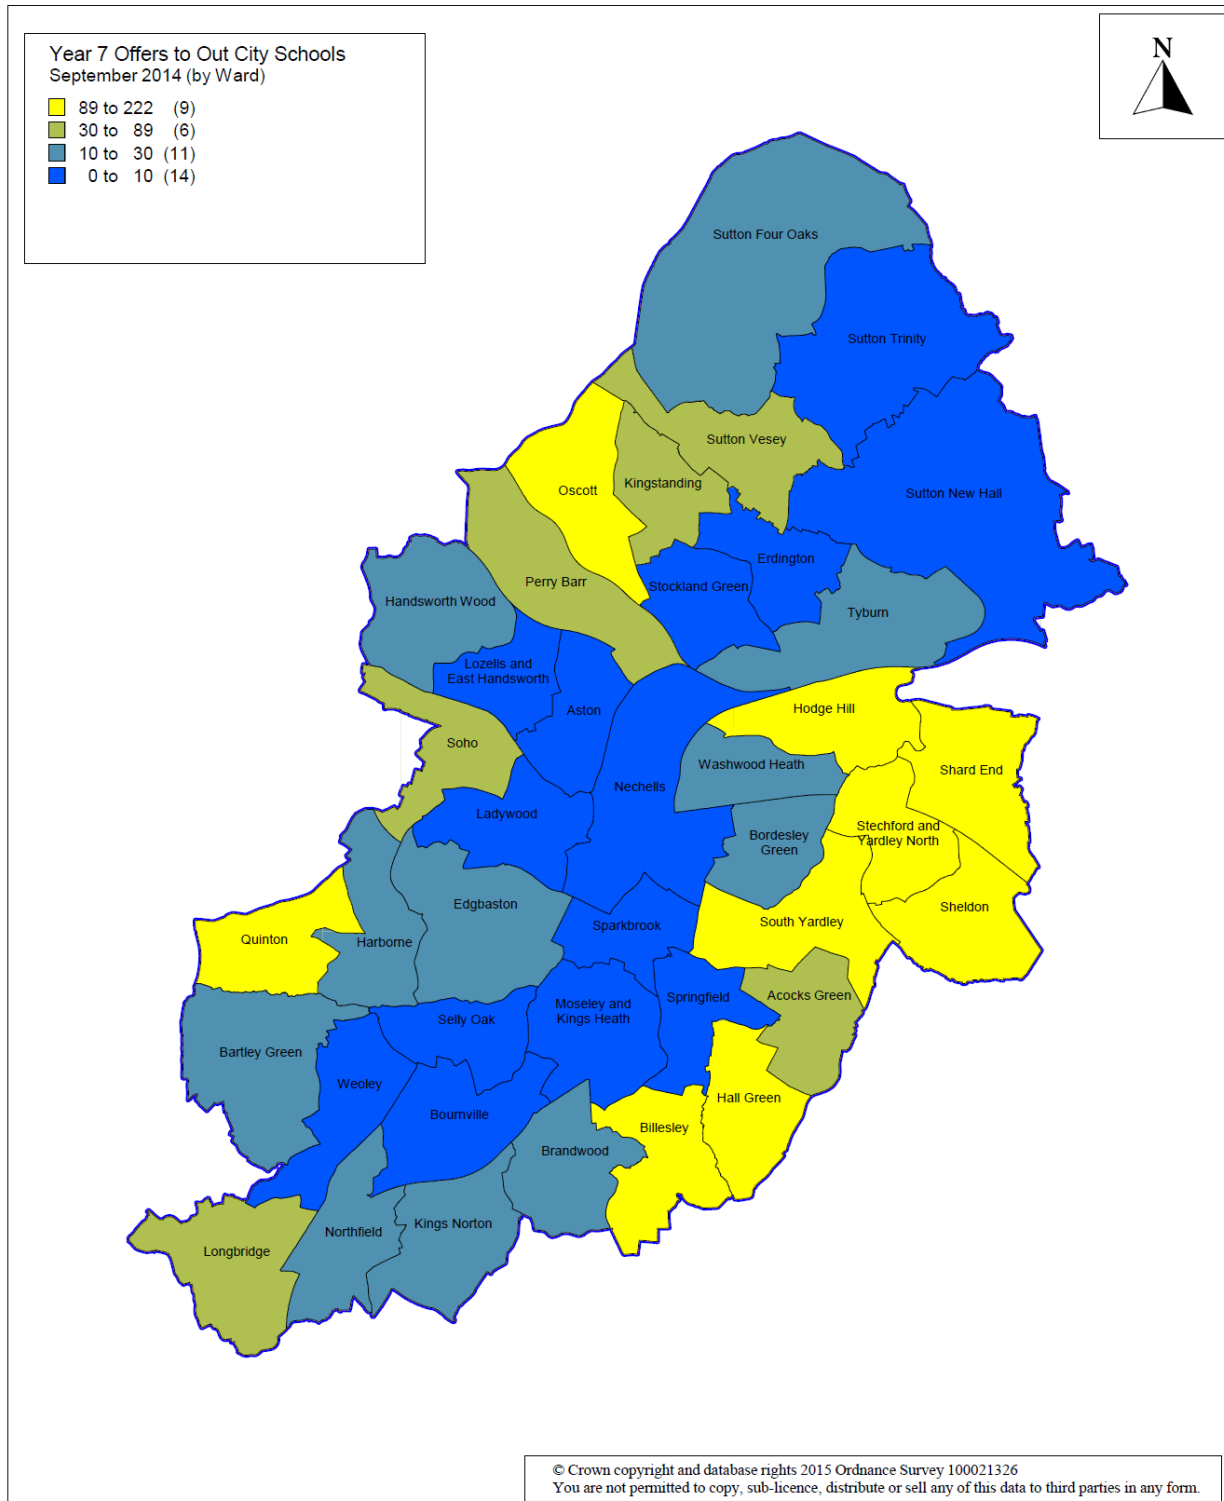 Year 7 Offers to Out City Schools
September 2014 (by Ward)
89 to 222 (9)
30 to 89 (6)
10 to 30 (11)
0 to 10 (14)
N
Sutton Four Oaks
Sutton Trinity
Sutton Vesey
Kingstanding
Oscott
Sutton New Hall
Erdington
Perry Barr
Stockland Green
Handsworth Wood
Tyburn
Lozells and
East Handsworth
Aston
Hodge Hill
Soho
Washwood Heath
Shard End
Nechells
Ladywood
Stechford and
Yardley North
Bordesley
Green
Edgbaston
Sheldon
South Yardley
Sparkbrook
Quinton
Harborne
Springfield
Acocks Green
Moseley and
Kings Heath
Selly Oak
Bartley Green
Weoley
Hall Green
Bournville
Billesley
Brandwood
Kings Norton
Northfield
Longbridge
© Crown copyright and database rights 2015 Ordnance Survey 100021326
You are not permitted to copy, sub-licence, distribute or sell any of this data to third parties in any form.